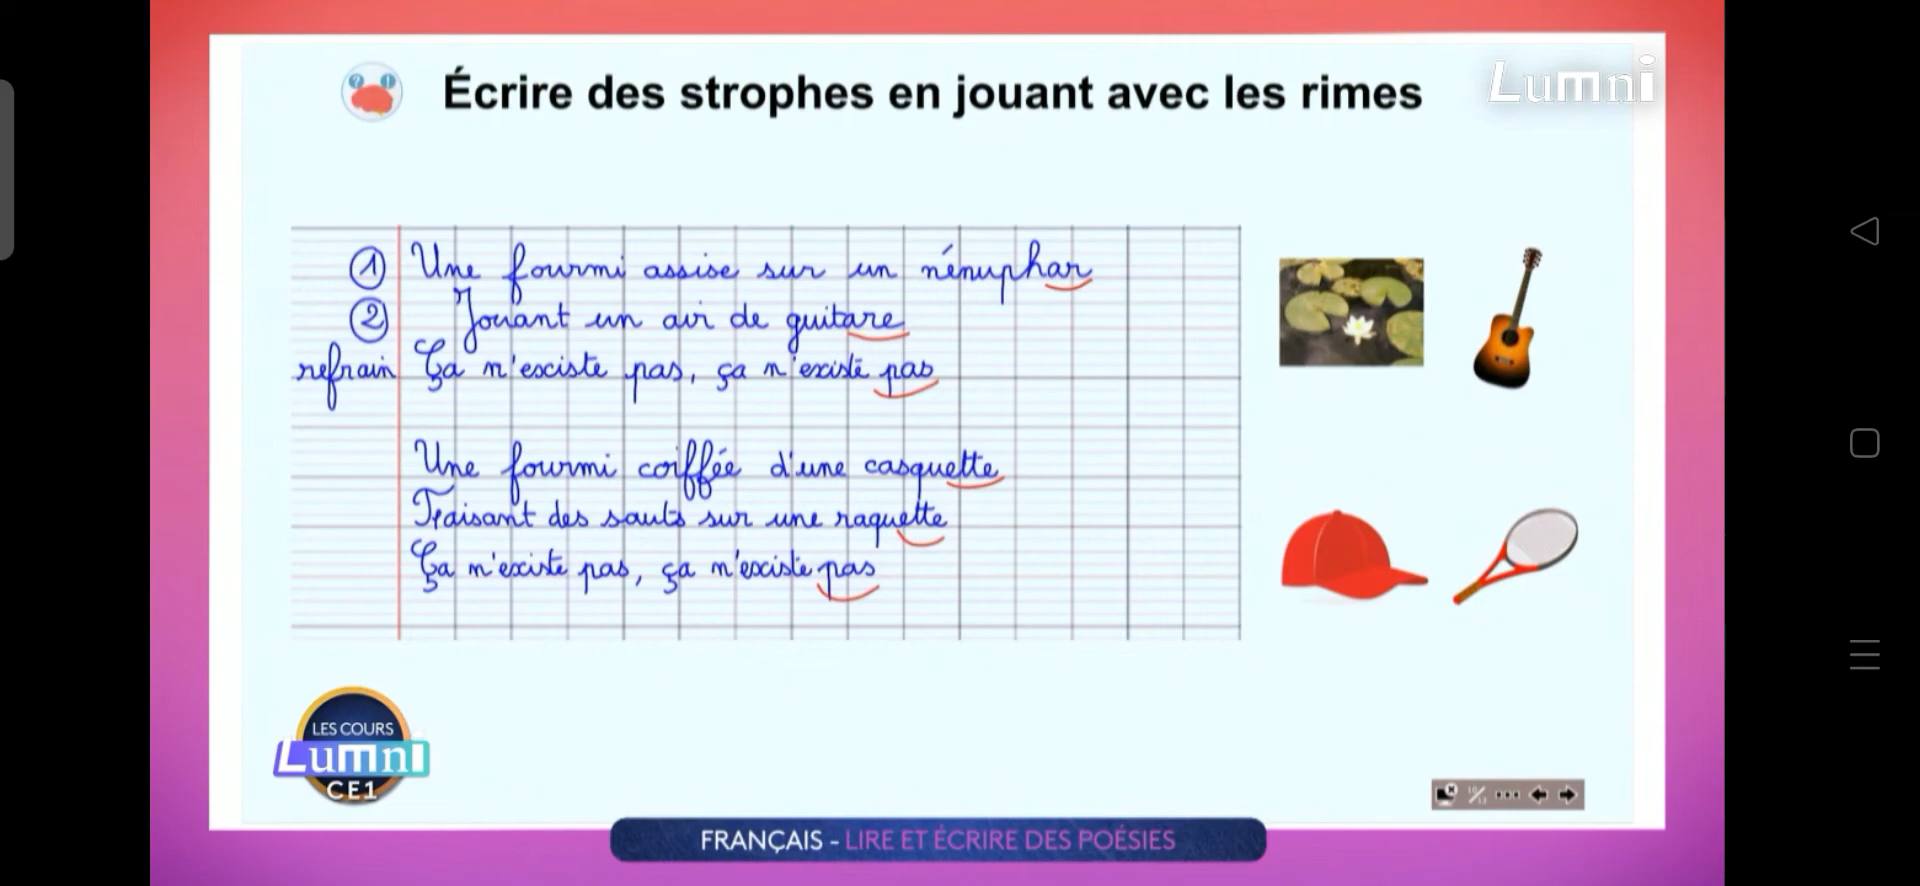 Écrire des strophes en jouant avec les rimes
Lumni
① Une fourmi assise sur un nénuphar
② Jouant un air de guitare
refrain Ça n'existe pas, ça n'existe pas
Une fourmi coiffée d'une casquette
Faisant des sauts sur une raquette
Ça n'existe pas, ça n'existe pas
LES COURS
Lumni
CE1
FRANÇAIS - LIRE ET ÉCRIRE DES POÉSIES